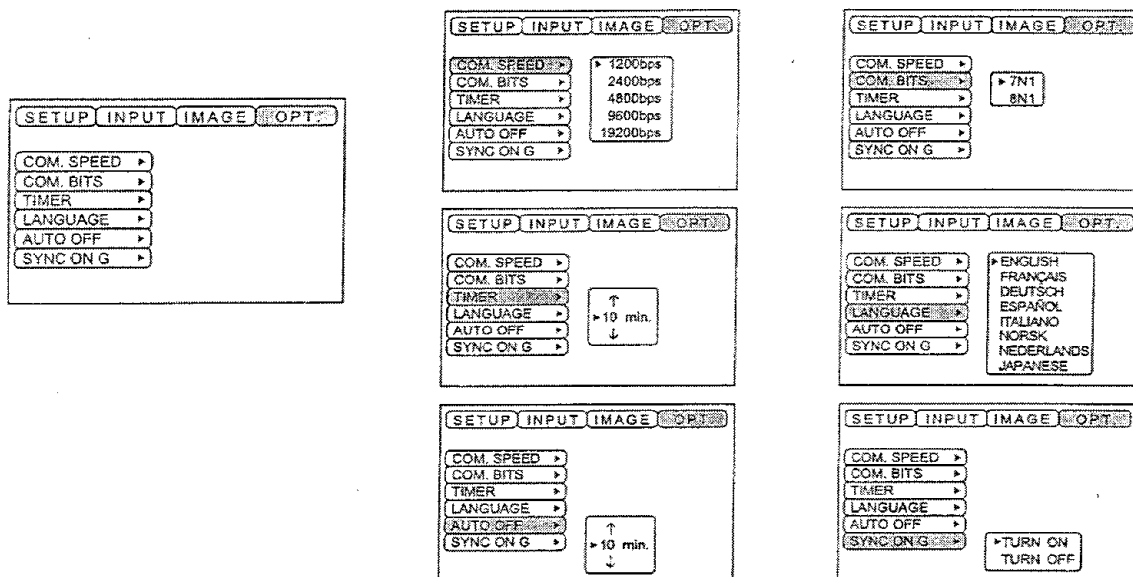 SETUP INPUT IMAGE OPT.
COM. SPEED
COM. BITS
TIMER
LANGUAGE
AUTO OFF
SYNC ON G
SETUP INPUT IMAGE OPT.
COM. SPEED
COM. BITS
TIMER
LANGUAGE
AUTO OFF
SYNC ON G
1200bps
2400bps
4800bps
9600bps
19200bps
SETUP INPUT IMAGE OPT.
COM. SPEED
COM. BITS
TIMER
LANGUAGE
AUTO OFF
SYNC ON G
7N1
8N1
SETUP INPUT IMAGE OPT.
COM. SPEED
COM. BITS
TIMER
LANGUAGE
AUTO OFF
SYNC ON G
↑
10 min.
↓
SETUP INPUT IMAGE OPT.
COM. SPEED
COM. BITS
TIMER
LANGUAGE
AUTO OFF
SYNC ON G
ENGLISH
FRANÇAIS
DEUTSCH
ESPAÑOL
ITALIANO
NORSK
NEDERLANDS
JAPANESE
SETUP INPUT IMAGE OPT.
COM. SPEED
COM. BITS
TIMER
LANGUAGE
AUTO OFF
SYNC ON G
↑
10 min.
↓
SETUP INPUT IMAGE OPT.
COM. SPEED
COM. BITS
TIMER
LANGUAGE
AUTO OFF
SYNC ON G
TURN ON
TURN OFF